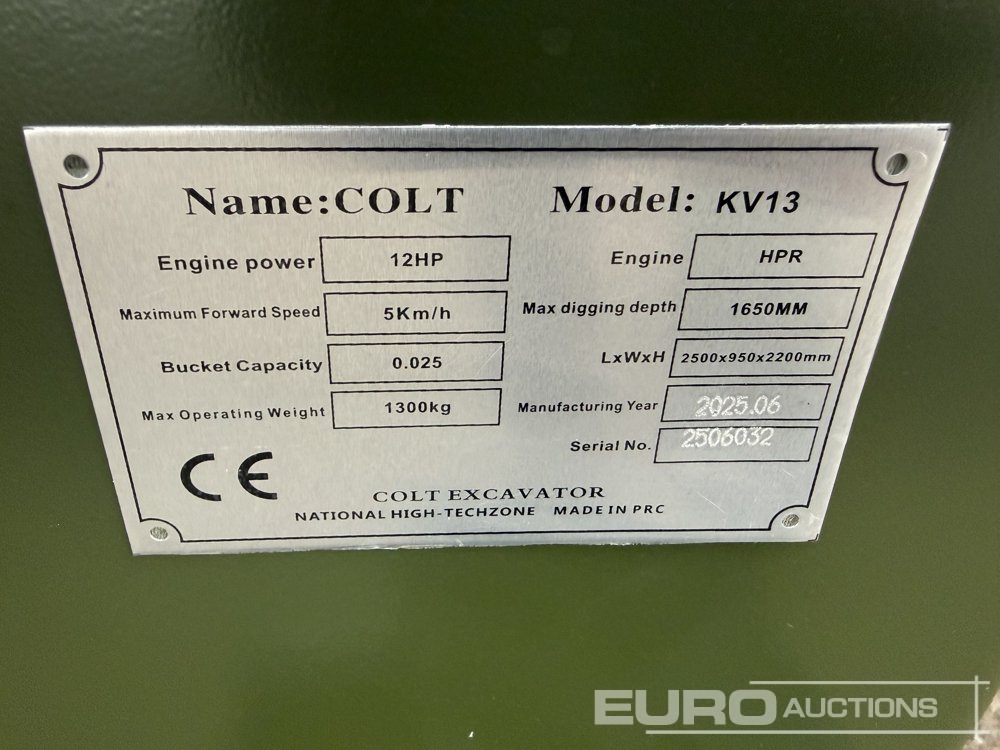 Name:COLT Model: KV13
Engine power 12HP Engine HPR
Maximum Forward Speed 5Km/h Max digging depth 1650MM
Bucket Capacity 0.025 LxWxH 2500x950x2200mm
Max Operating Weight 1300kg Manufacturing Year 2025.06
Serial No. 2506032
CE
COLT EXCAVATOR
NATIONAL HIGH-TECHZONE MADE IN PRC
EURO AUCTIONS